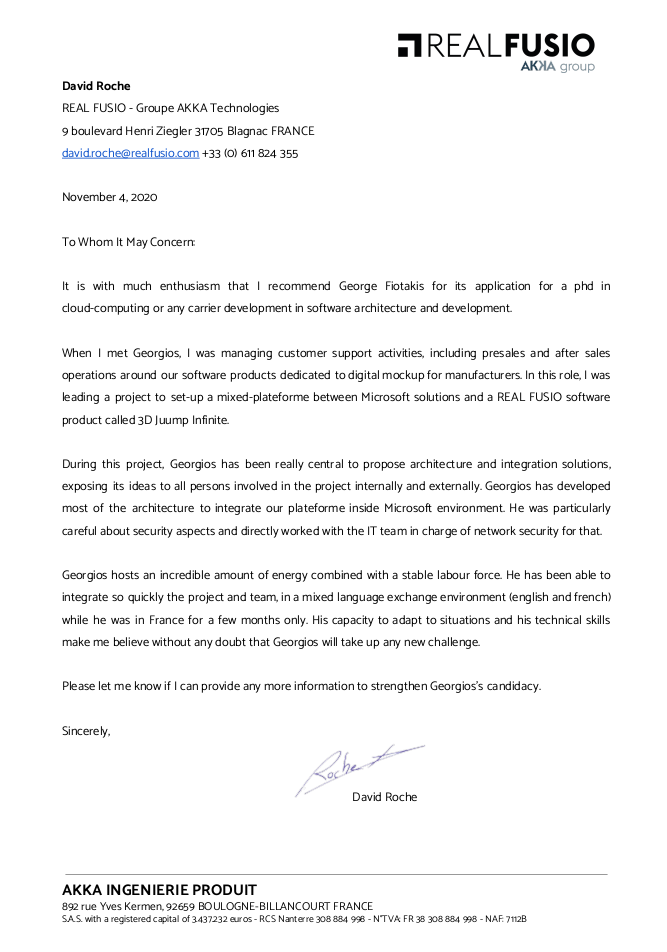 REALFUSIO
AKKA group
David Roche
REAL FUSIO - Groupe AKKA Technologies
9 boulevard Henri Ziegler 31705 Blagnac FRANCE
david.roche@realfusio.com +33 (0) 611 824 355
November 4, 2020
To Whom It May Concern:
It is with much enthusiasm that I recommend George Fiotakis for its application for a phd in
cloud-computing or any carrier development in software architecture and development.
When I met Georgios, I was managing customer support activities, including presales and after sales
operations around our software products dedicated to digital mockup for manufacturers. In this role, I was
leading a project to set-up a mixed-plateforme between Microsoft solutions and a REAL FUSIO software
product called 3D Juump Infinite.
During this project, Georgios has been really central to propose architecture and integration solutions,
exposing its ideas to all persons involved in the project internally and externally. Georgios has developed
most of the architecture to integrate our plateforme inside Microsoft environment. He was particularly
careful about security aspects and directly worked with the IT team in charge of network security for that.
Georgios hosts an incredible amount of energy combined with a stable labour force. He has been able to
integrate so quickly the project and team, in a mixed language exchange environment (english and french)
while he was in France for a few months only. His capacity to adapt to situations and his technical skills
make me believe without any doubt that Georgios will take up any new challenge.
Please let me know if I can provide any more information to strengthen Georgios's candidacy.
Sincerely,
Roche
David Roche
AKKA INGENIERIE PRODUIT
892 rue Yves Kermen, 92659 BOULOGNE-BILLANCOURT FRANCE
S.A.S. with a registered capital of 3.437.232 euros - RCS Nanterre 308 884 998 - N°TVA: FR 38 308 884 998 - NAF: 7112B